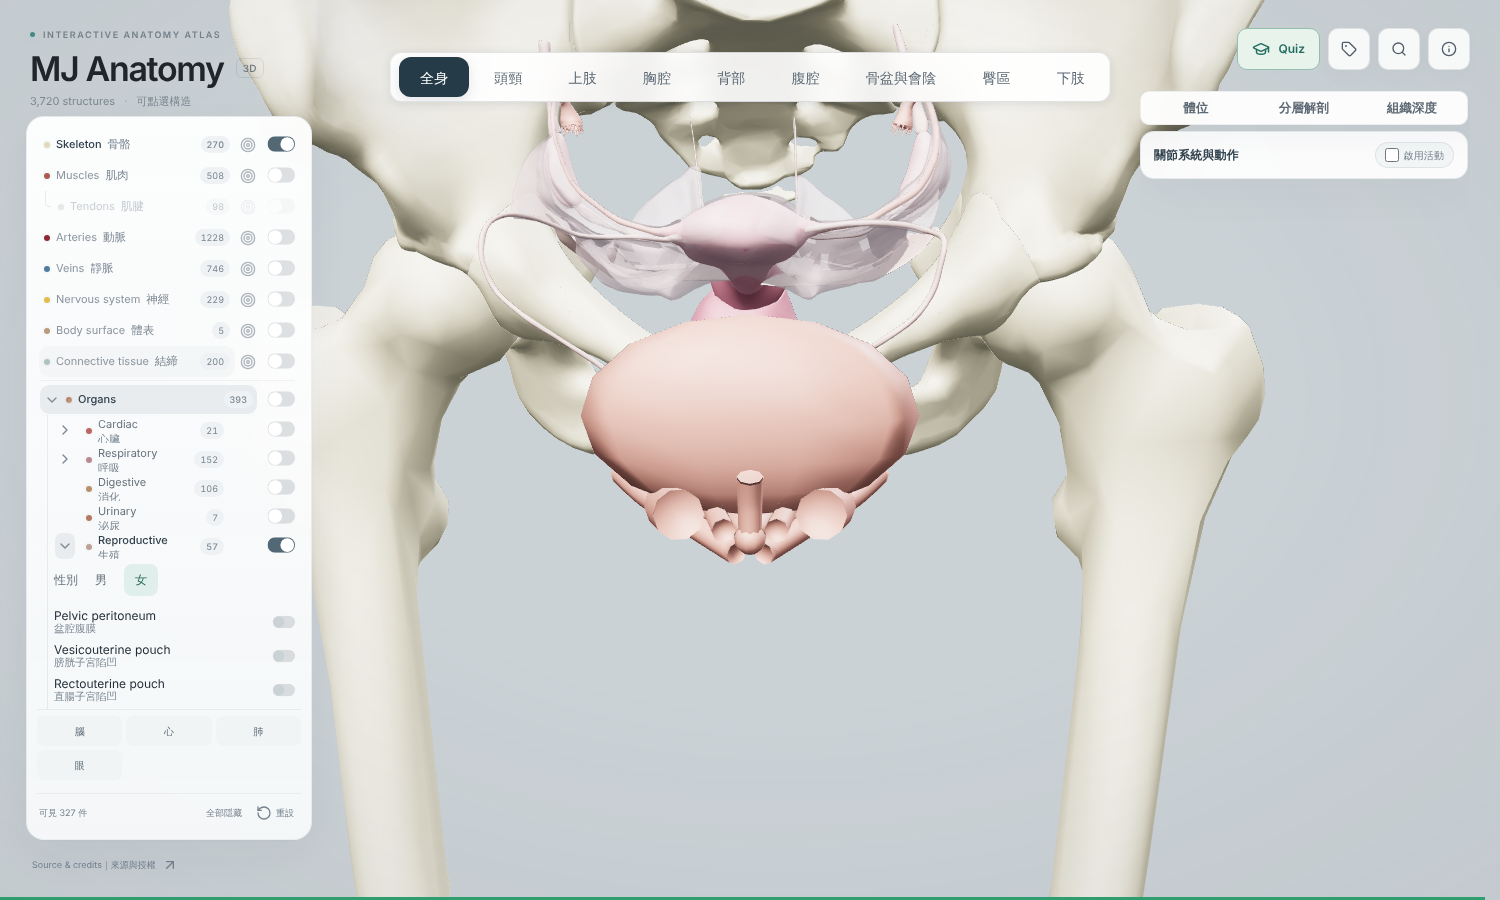 INTERACTIVE ANATOMY ATLAS
MJ Anatomy 3D
3,720 structures · 可點選構造
全身 頭頸 上肢 胸腔 背部 腹腔 骨盆與會陰 臀區 下肢
Quiz
體位 分層解剖 組織深度
關節系統與動作 啟用活動
Skeleton 骨骼 270
Muscles 肌肉 508
Tendons 肌腱 98
Arteries 動脈 1228
Veins 靜脈 746
Nervous system 神經 229
Body surface 體表 5
Connective tissue 結締 200
Organs 393
Cardiac 21
心臟
Respiratory 152
呼吸
Digestive 106
消化
Urinary 7
泌尿
Reproductive 57
生殖
性別 男 女
Pelvic peritoneum
盆腔腹膜
Vesicouterine pouch
膀胱子宮陷凹
Rectouterine pouch
直腸子宮陷凹
腦 心 肺
眼
可見 327 件 全部隱藏 重設
Source & credits | 來源與授權